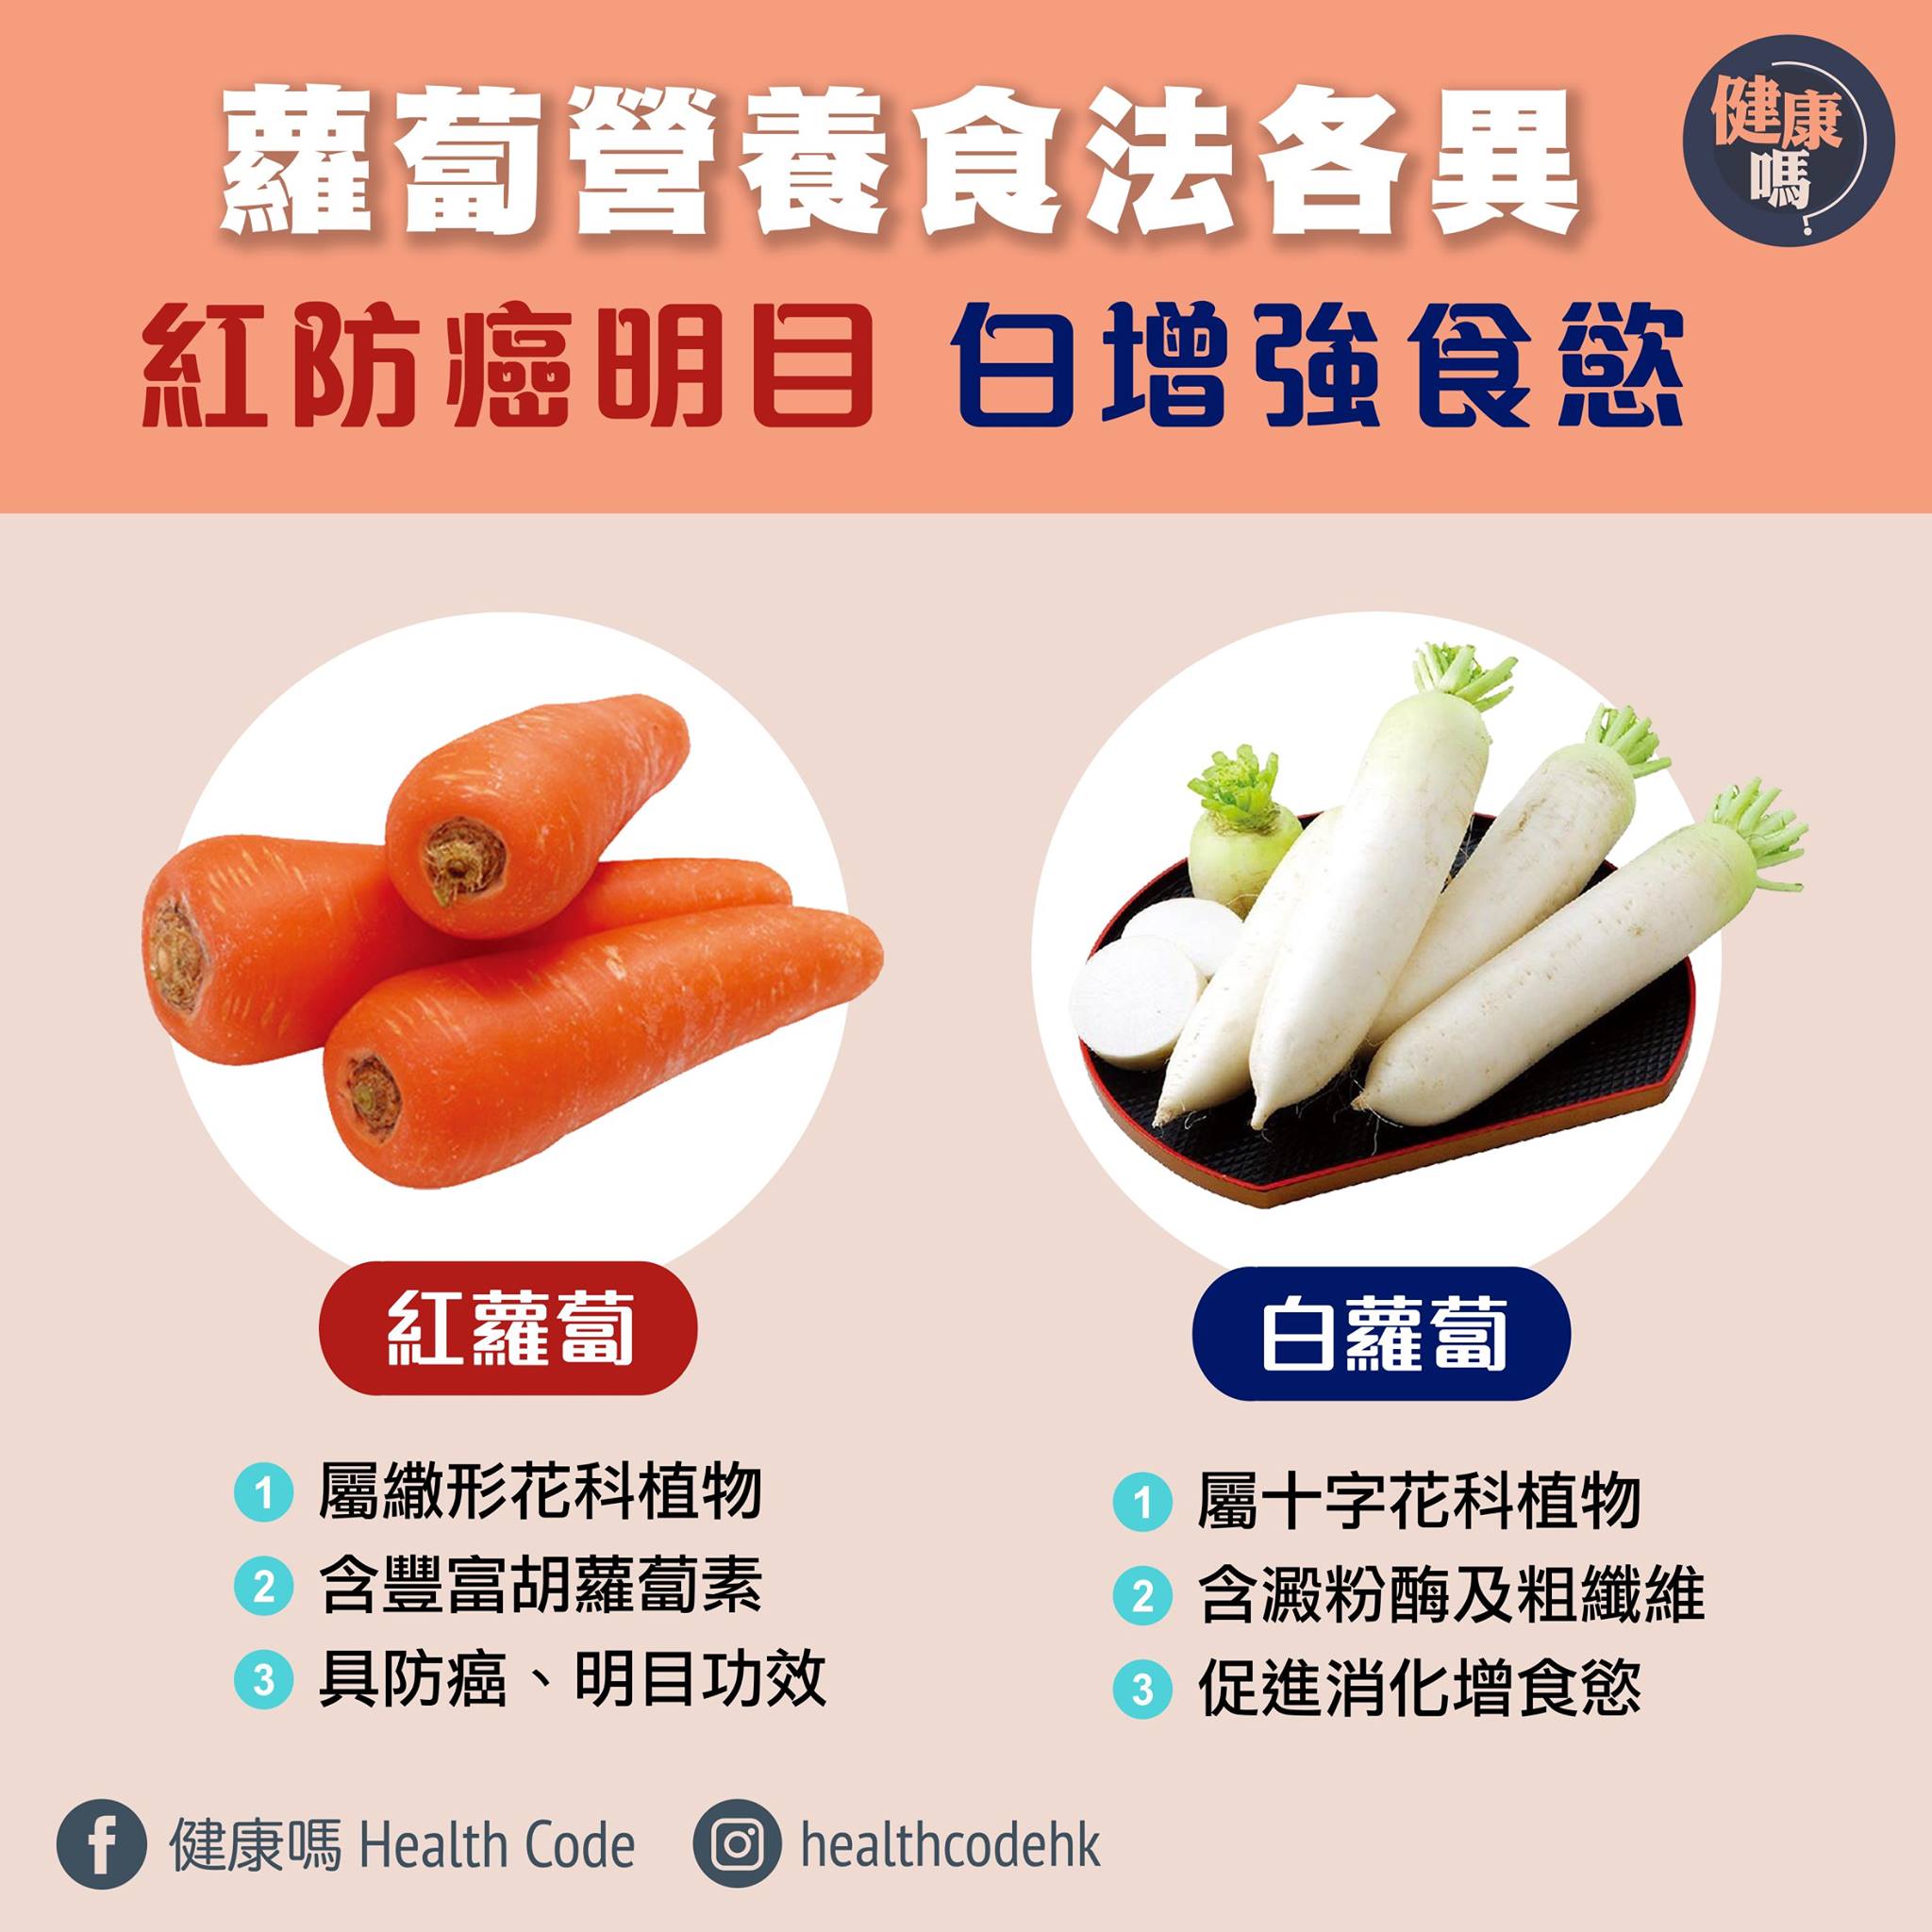 蘿蔔營養食法各異
健康嗎?
紅防癌明目 白增強食慾
紅蘿蔔
1 屬繖形花科植物
2 含豐富胡蘿蔔素
3 具防癌、明目功效
白蘿蔔
1 屬十字花科植物
2 含澱粉酶及粗纖維
3 促進消化增食慾
健康嗎 Health Code
healthcodehk